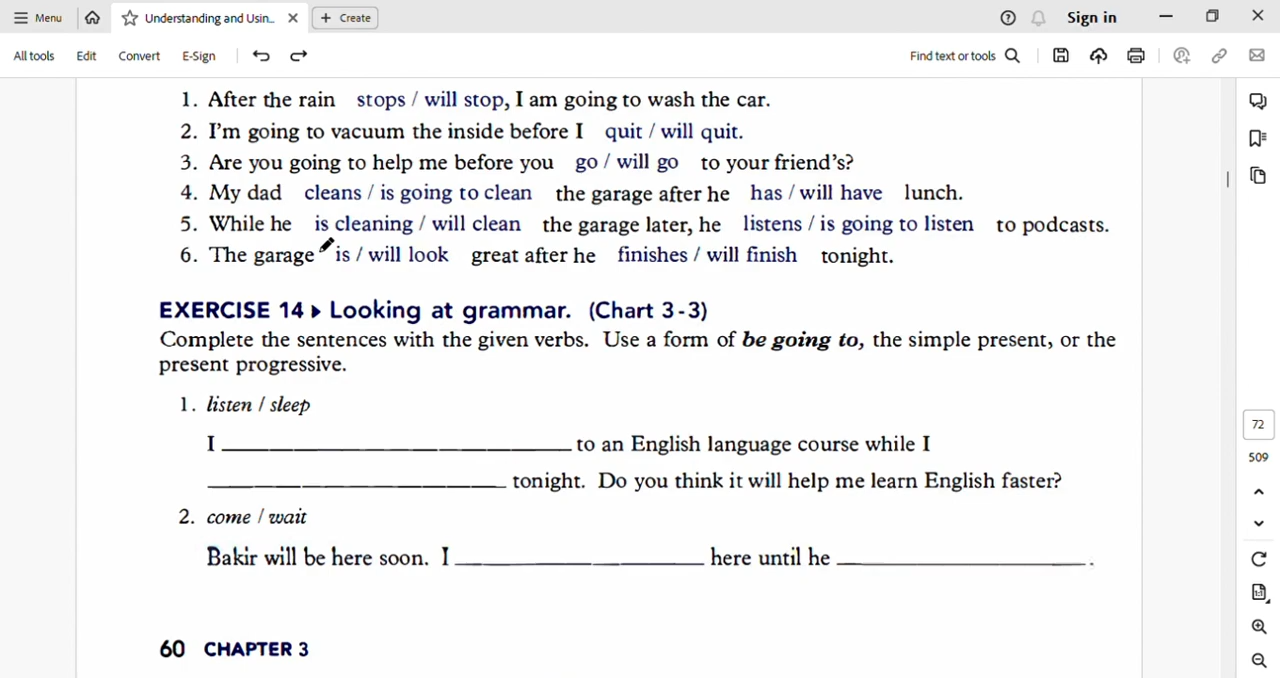 Menu Understanding and Usin... Create Sign in
All tools Edit Convert E-Sign Find text or tools
1. After the rain stops / will stop, I am going to wash the car.
2. I'm going to vacuum the inside before I quit / will quit.
3. Are you going to help me before you go / will go to your friend's?
4. My dad cleans / is going to clean the garage after he has / will have lunch.
5. While he is cleaning / will clean the garage later, he listens / is going to listen to podcasts.
6. The garage is / will look great after he finishes / will finish tonight.
EXERCISE 14 ▸ Looking at grammar. (Chart 3-3)
Complete the sentences with the given verbs. Use a form of be going to, the simple present, or the
present progressive.
1. listen / sleep
I ____________ to an English language course while I
____________ tonight. Do you think it will help me learn English faster?
2. come / wait
Bakir will be here soon. I ____________ here until he ____________.
60 CHAPTER 3
72
509
1:1